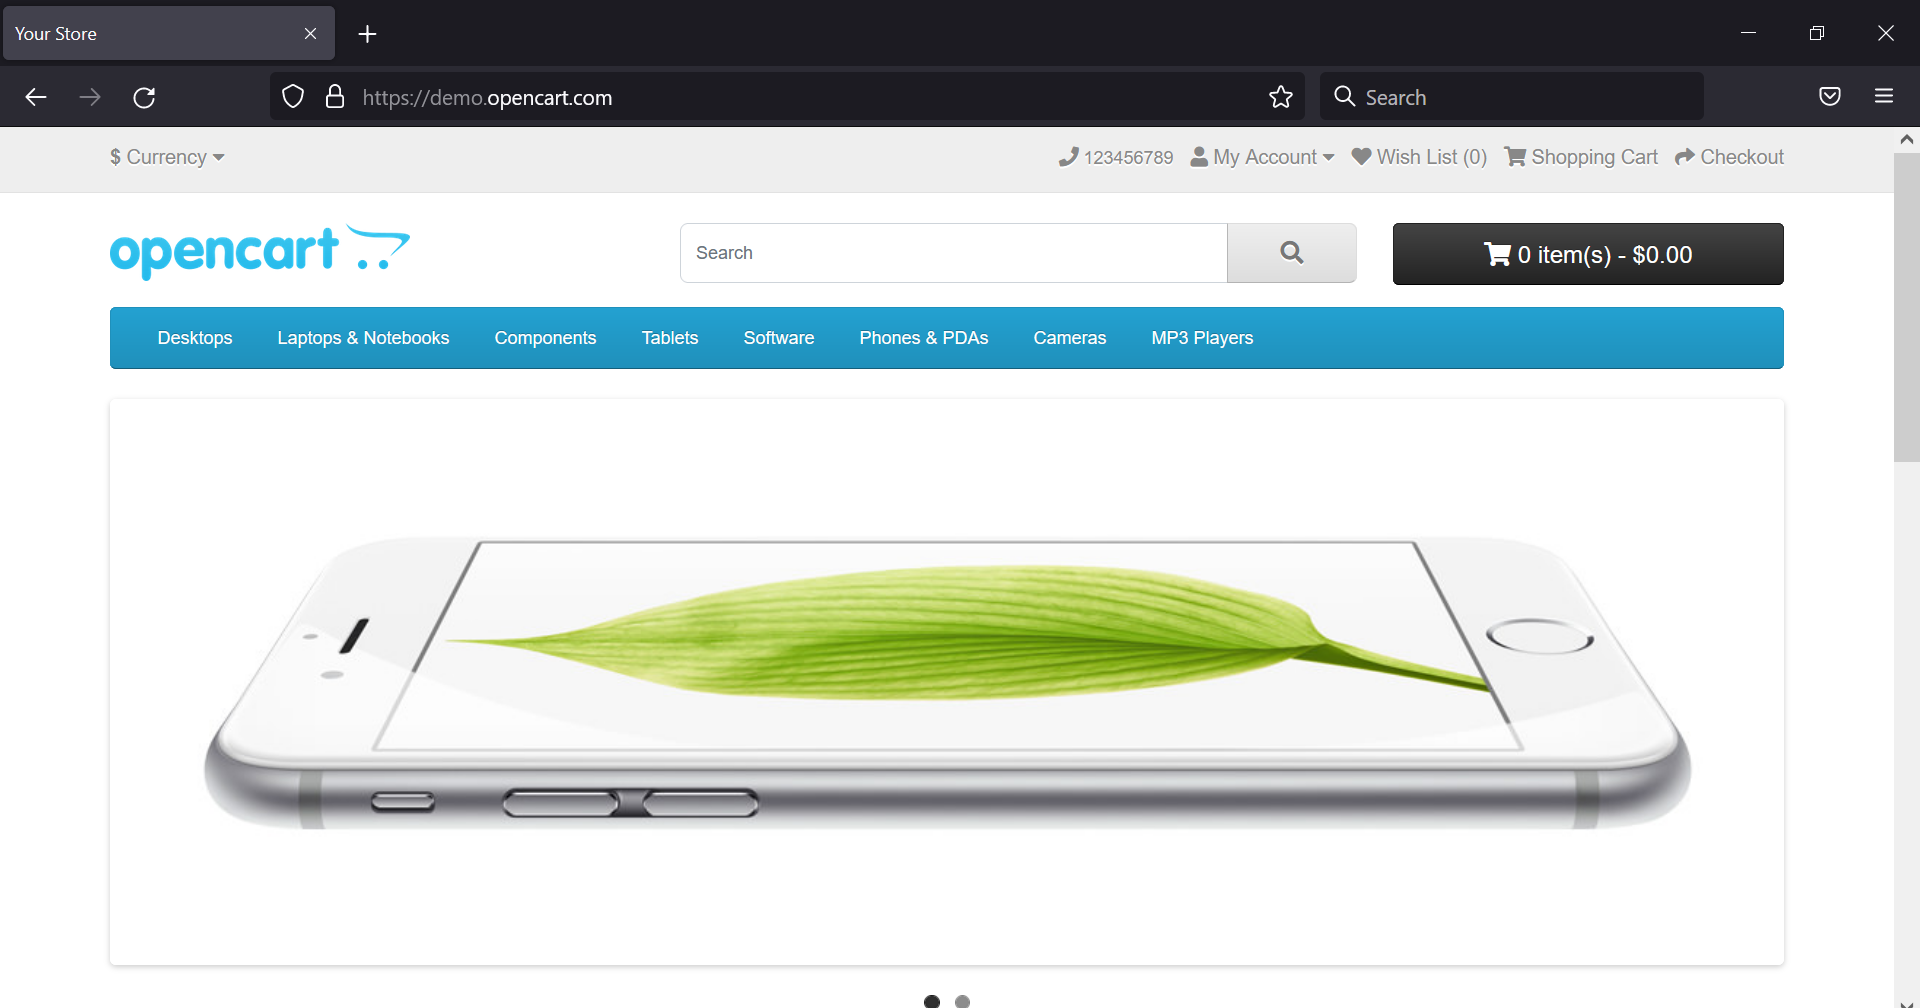 Your Store
https://demo.opencart.com
Search
$ Currency
123456789 My Account Wish List (0) Shopping Cart Checkout
opencart
Search
0 item(s) - $0.00
Desktops Laptops & Notebooks Components Tablets Software Phones & PDAs Cameras MP3 Players